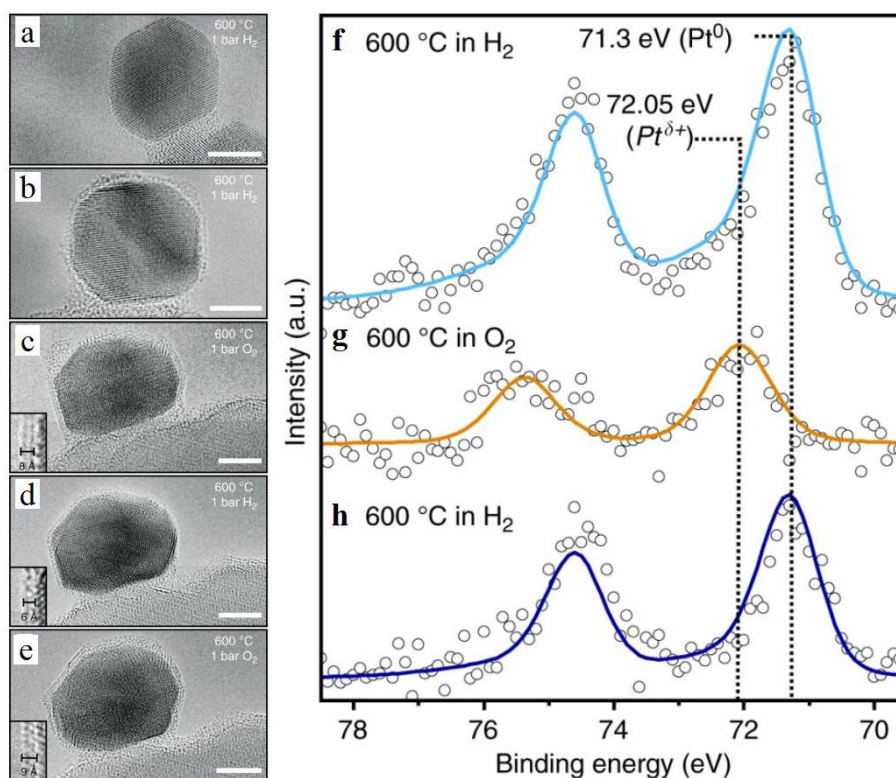 a
600 °C
1 bar H₂
b
600 °C
1 bar H₂
c
600 °C
1 bar O₂
8 Å
d
600 °C
1 bar H₂
6 Å
e
600 °C
1 bar O₂
9 Å
f
600 °C in H₂
71.3 eV (Pt⁰)
72.05 eV
(Ptᵟ⁺)
g
600 °C in O₂
h
600 °C in H₂
Intensity (a.u.)
78 76 74 72 70
Binding energy (eV)